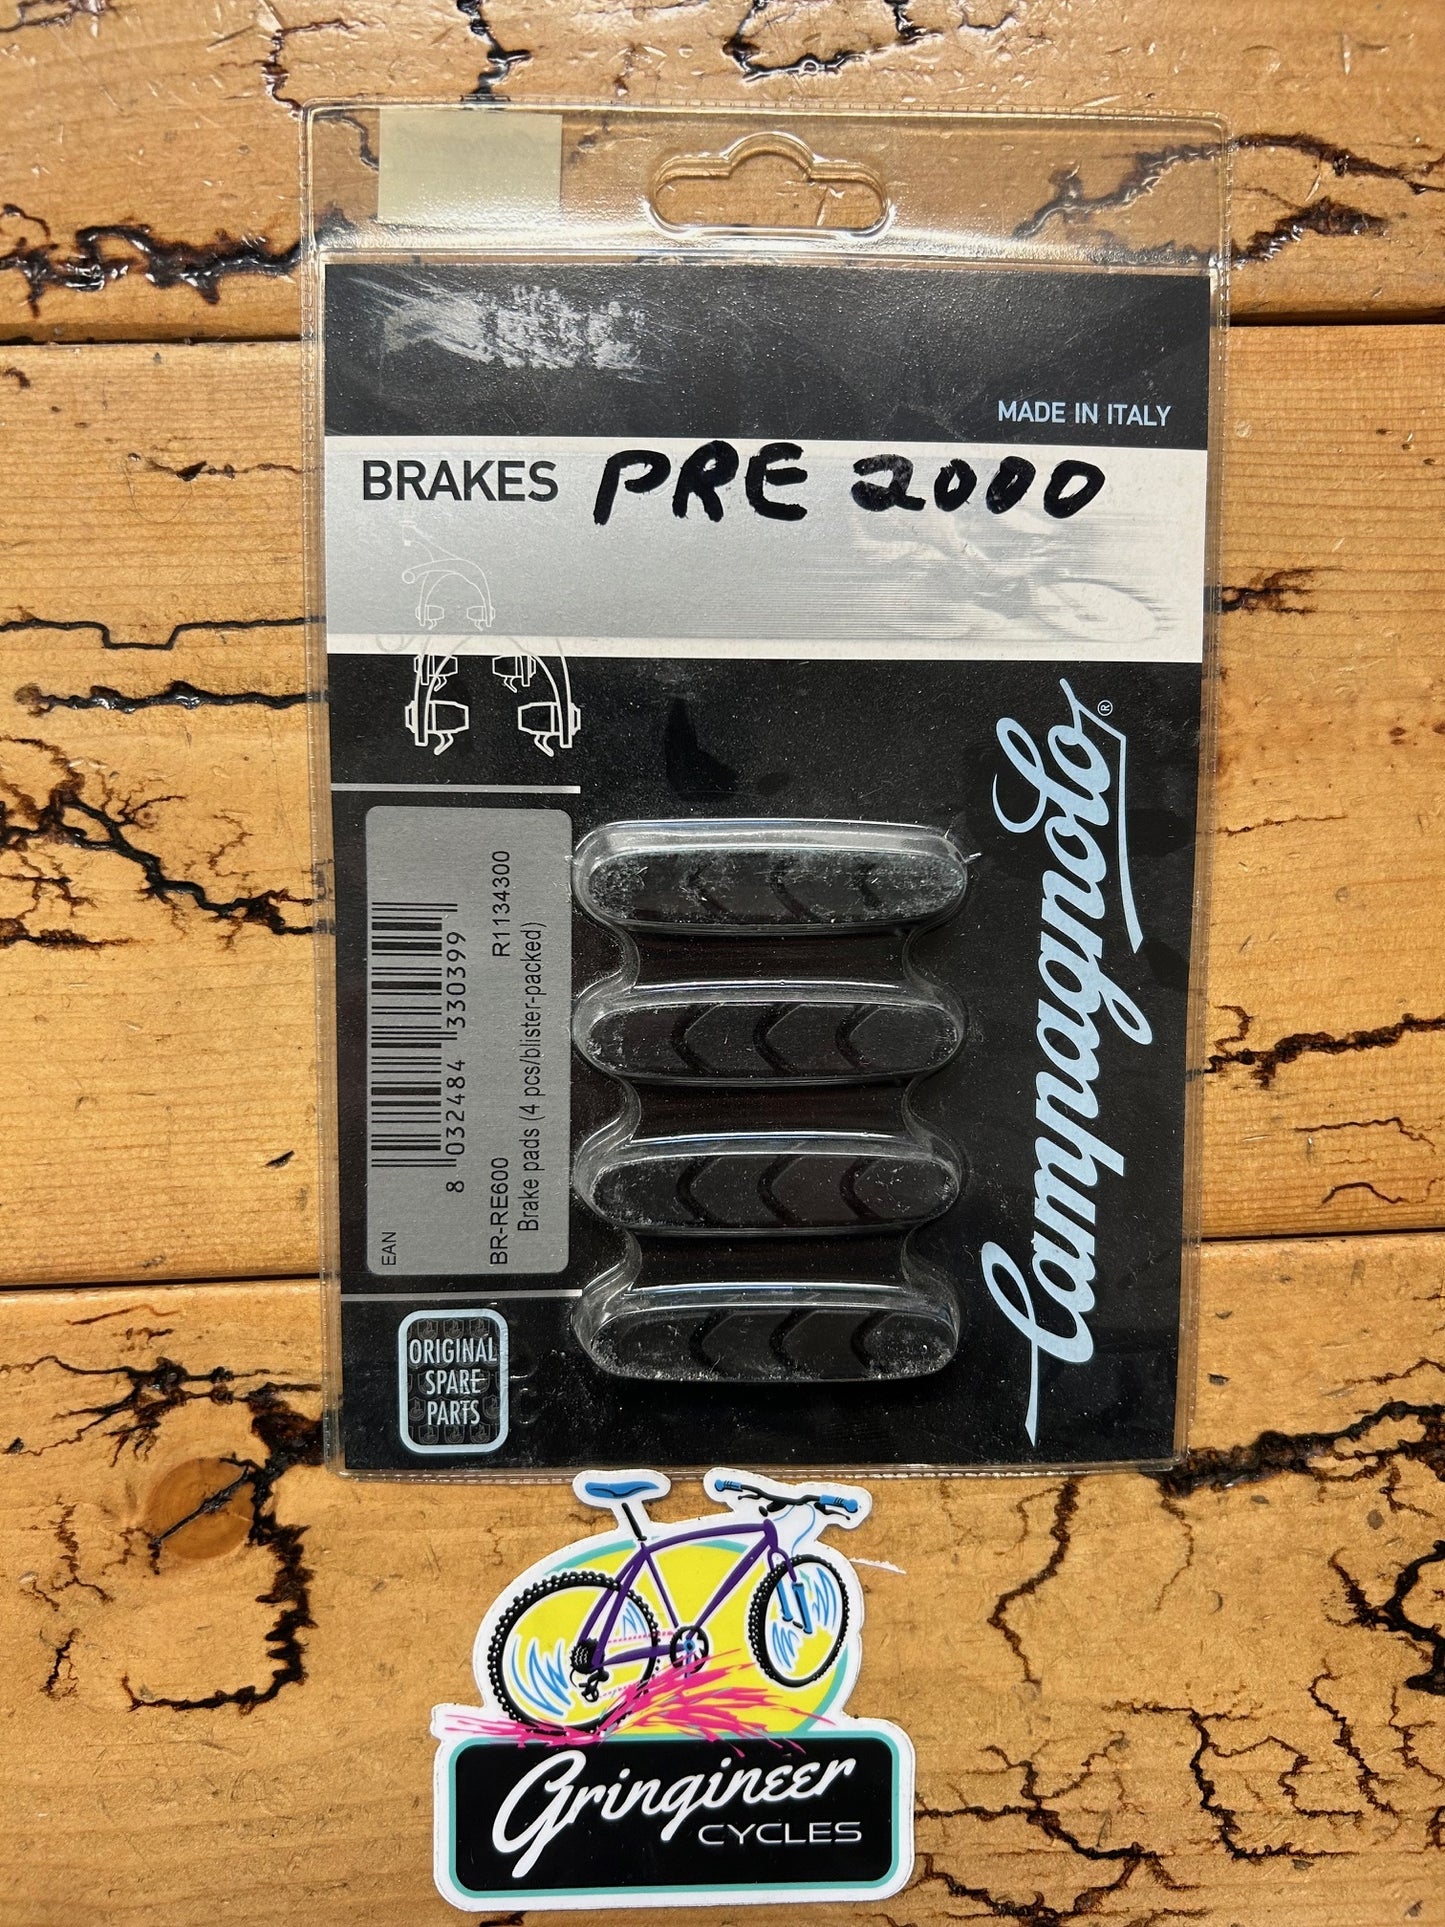 MADE IN ITALY
BRAKES PRE 2000
Campagnolo®
EAN
8 032484 330399
BR-RE600 R1134300
Brake pads (4 pcs/blister-packed)
ORIGINAL
SPARE
PARTS
Gringineer
CYCLES